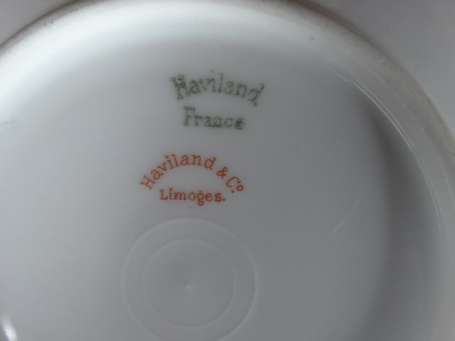 Haviland
France
Haviland & Co.
Limoges.